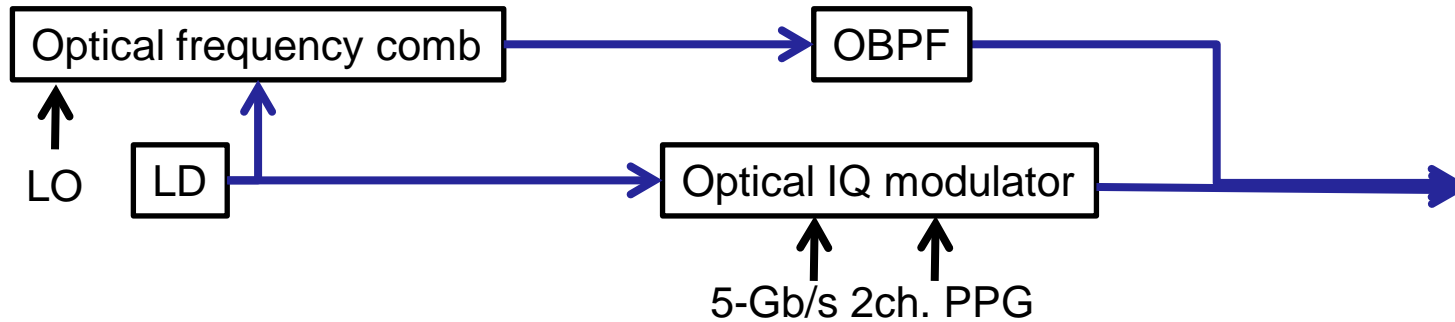 Optical frequency comb
OBPF
LO
LD
Optical IQ modulator
5-Gb/s 2ch. PPG